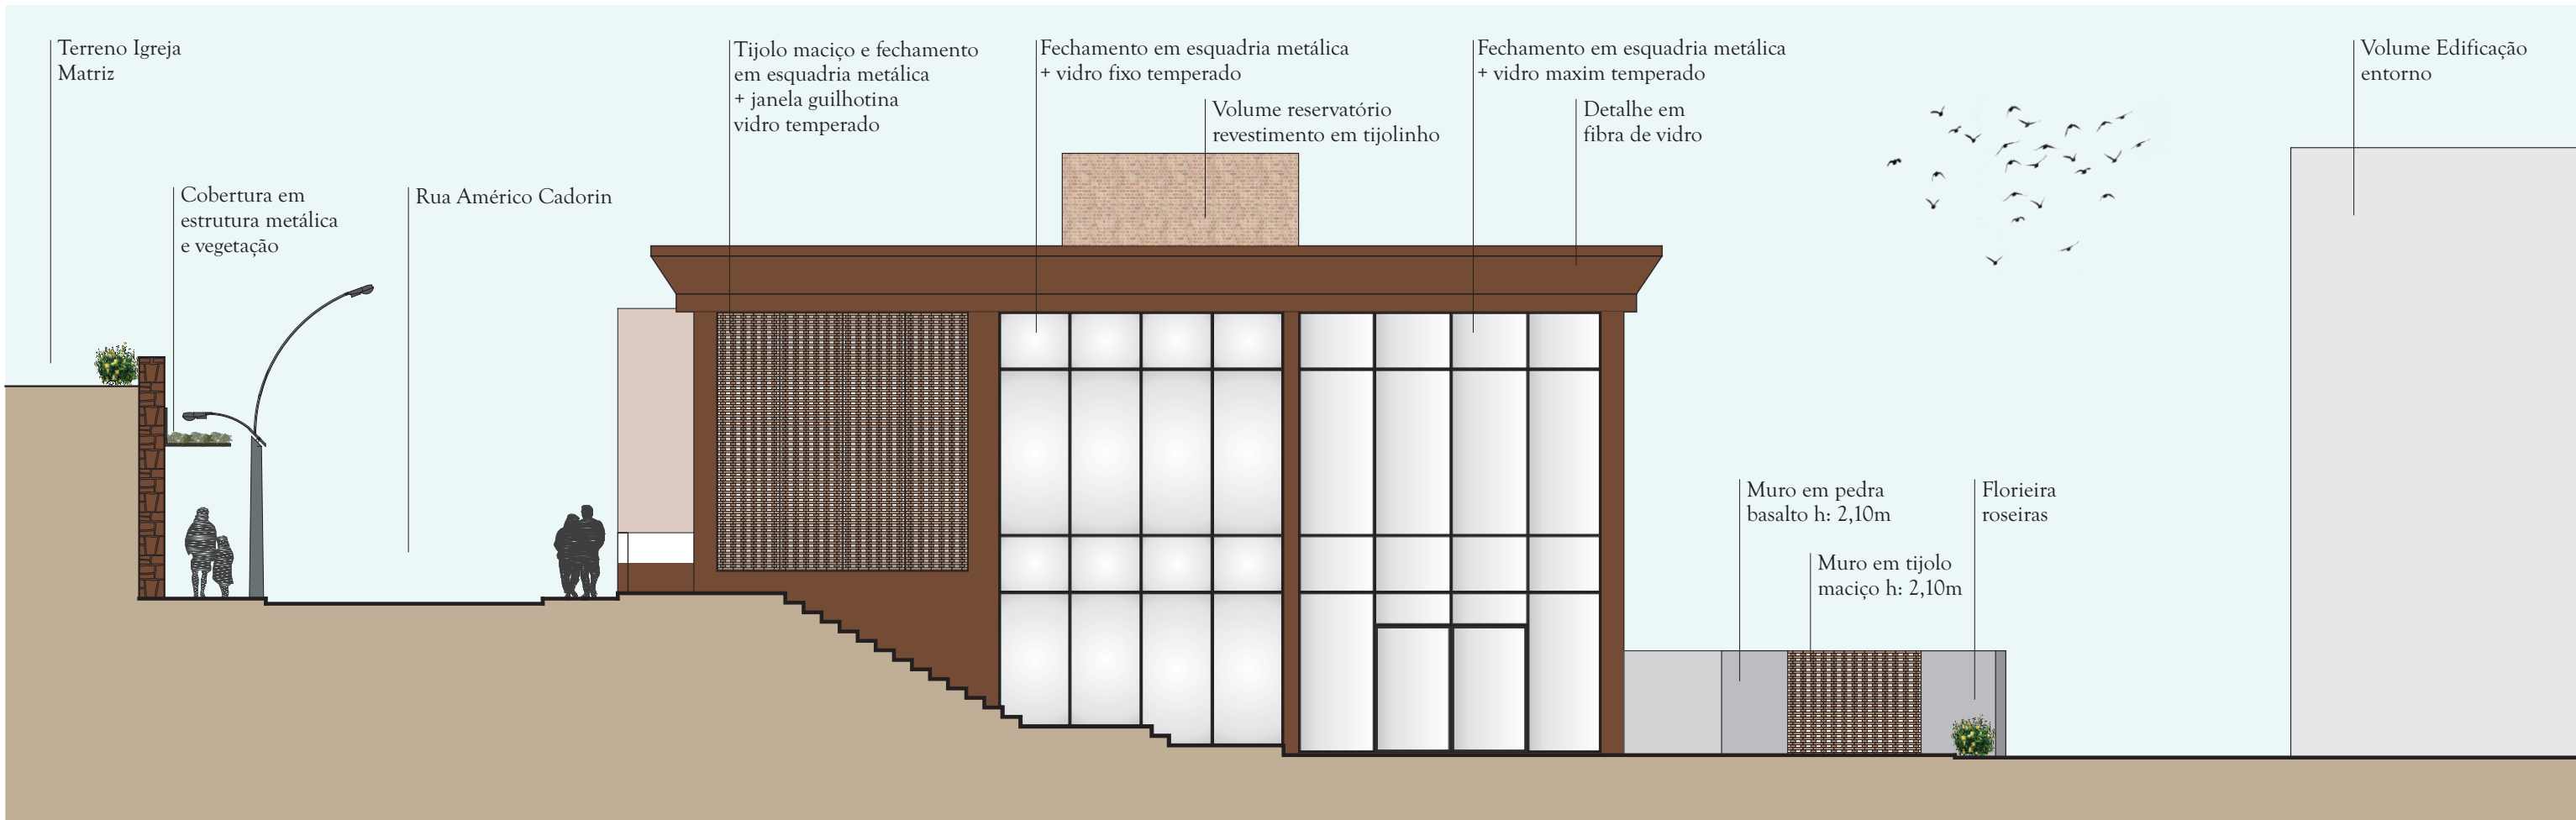 Terreno Igreja
Matriz
Tijolo maciço e fechamento
em esquadria metálica
+ janela guilhotina
vidro temperado
Fechamento em esquadria metálica
+ vidro fixo temperado
Fechamento em esquadria metálica
+ vidro maxim temperado
Volume Edificação
entorno
Volume reservatório
revestimento em tijolinho
Detalhe em
fibra de vidro
Cobertura em
estrutura metálica
e vegetação
Rua Américo Cadorin
Muro em pedra
basalto h: 2,10m
Florieira
roseiras
Muro em tijolo
maciço h: 2,10m